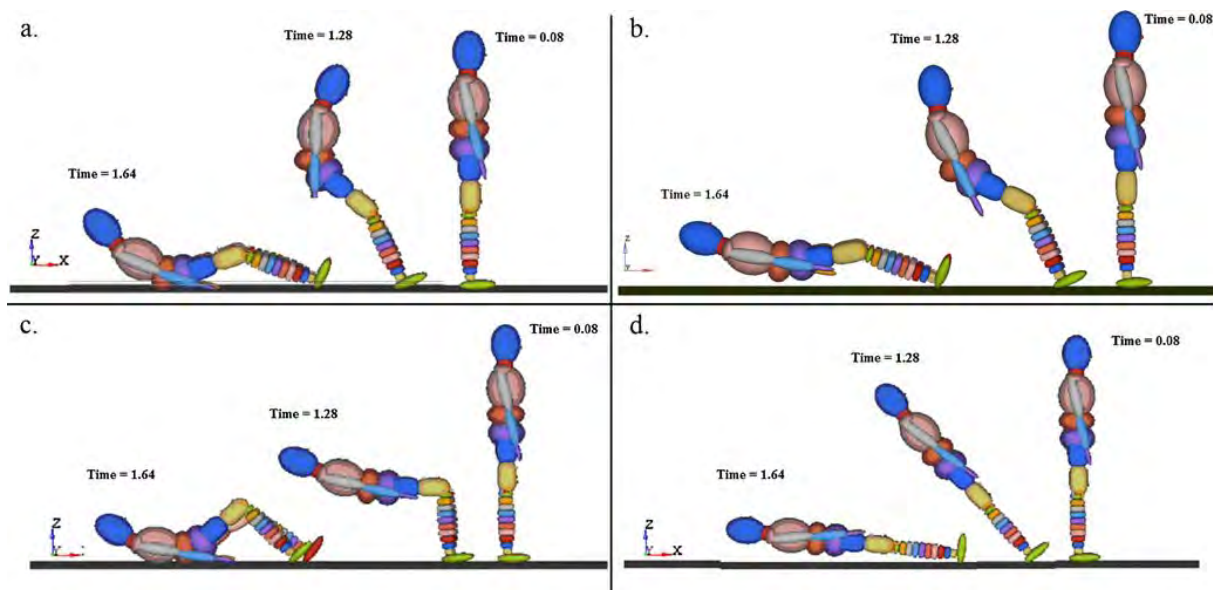 a.
Time = 1.28
Time = 0.08
Time = 1.64
Z
X
b.
Time = 1.28
Time = 0.08
Time = 1.64
Z
c.
Time = 0.08
Time = 1.28
Time = 1.64
Z
d.
Time = 1.28
Time = 0.08
Time = 1.64
Z
X